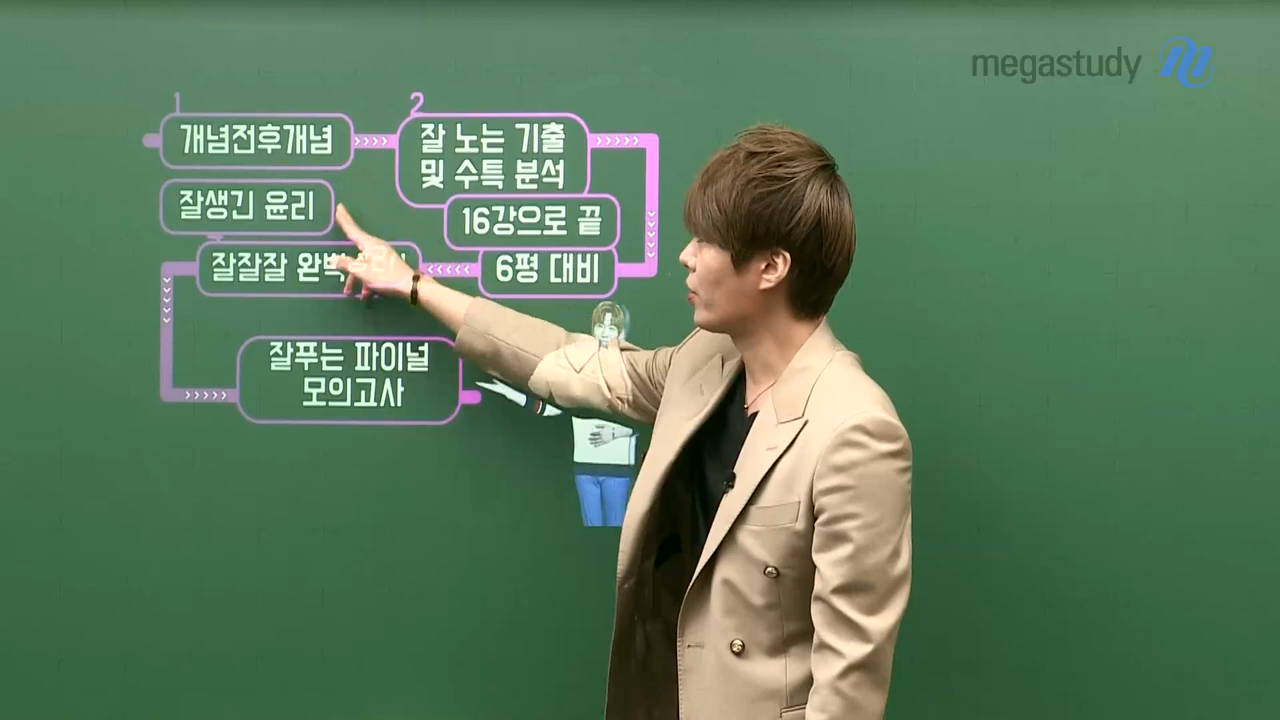 megastudy
1
개념전후개념
2
잘 노는 기출
및 수특 분석
잘생긴 윤리
16강으로 끝
잘잘잘
6평 대비
잘푸는 파이널
모의고사